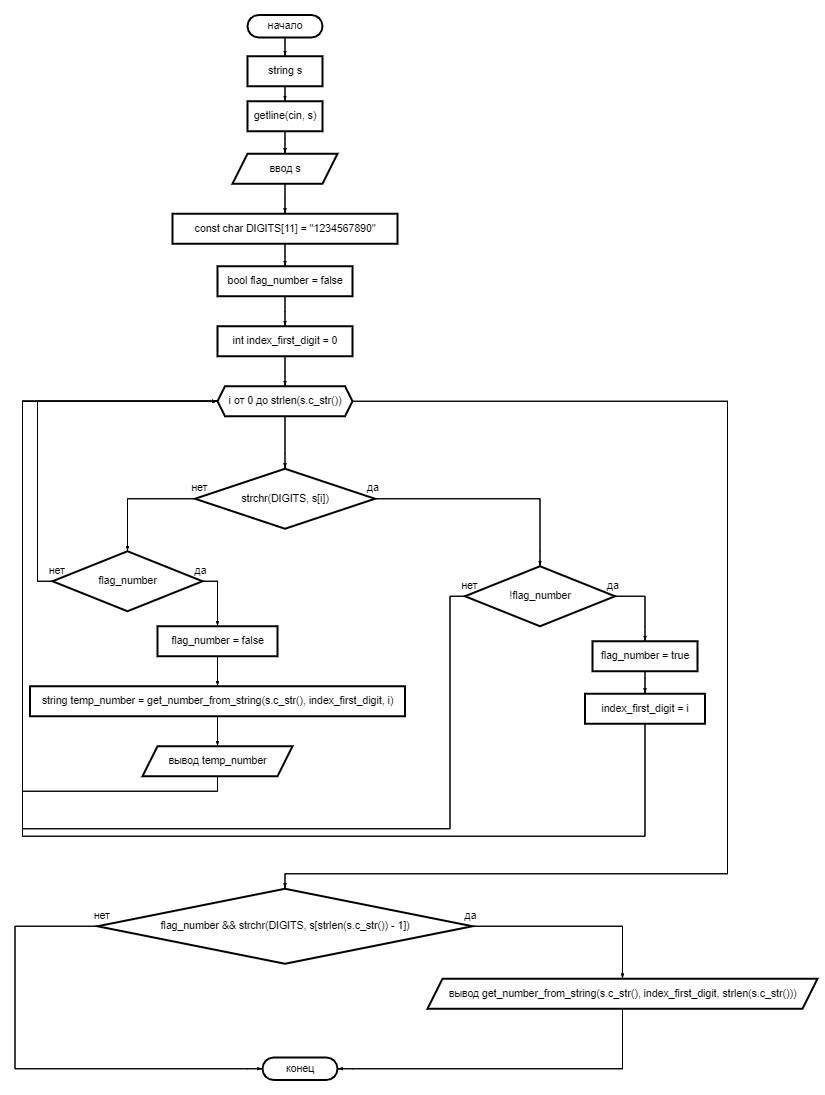 начало
string s
getline(cin, s)
ввод s
const char DIGITS[11] = "1234567890"
bool flag_number = false
int index_first_digit = 0
i от 0 до strlen(s.c_str())
нет
strchr(DIGITS, s[i])
да
нет
flag_number
да
нет
!flag_number
да
flag_number = false
flag_number = true
string temp_number = get_number_from_string(s.c_str(), index_first_digit, i)
index_first_digit = i
вывод temp_number
нет
flag_number && strchr(DIGITS, s[strlen(s.c_str()) - 1])
да
вывод get_number_from_string(s.c_str(), index_first_digit, strlen(s.c_str()))
конец